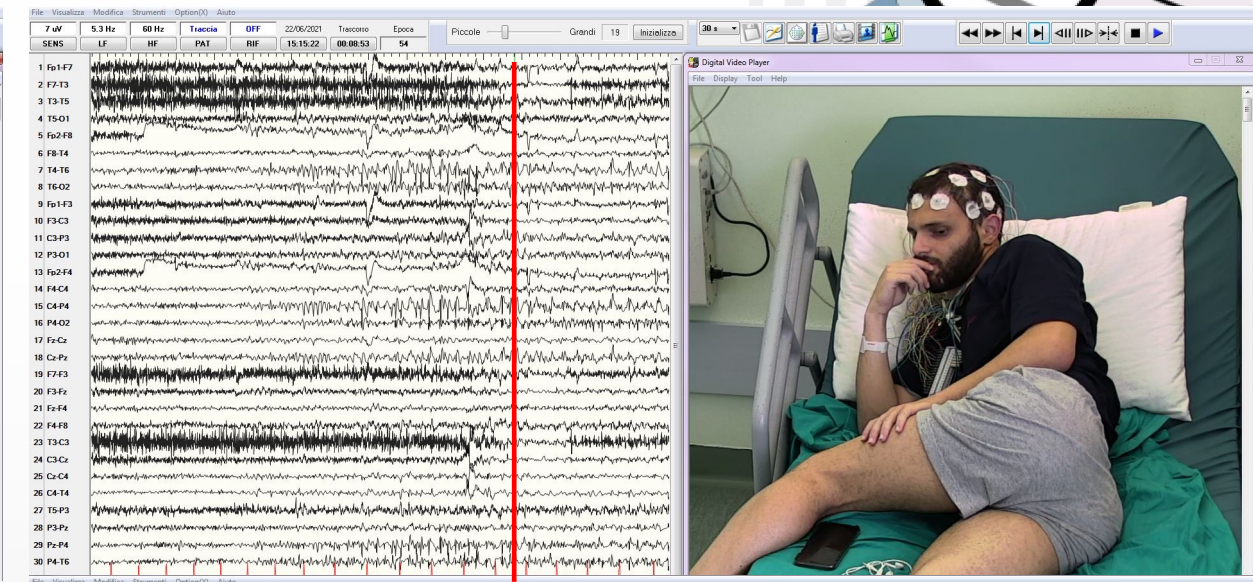 File Visualizza Modifica Strumenti Option(X) Aiuto
7 uV 5.3 Hz 60 Hz Traccia OFF 22/06/2021 Trascorso Epoca
SENS LF HF PAT RIF 15:15:22 00:08:53 54
Piccole Grandi 19 Inizializza 30 s
Digital Video Player
File Display Tool Help
1 Fp1-F7
2 F7-T3
3 T3-T5
4 T5-O1
5 Fp2-F8
6 F8-T4
7 T4-T6
8 T6-O2
9 Fp1-F3
10 F3-C3
11 C3-P3
12 P3-O1
13 Fp2-F4
14 F4-C4
15 C4-P4
16 P4-O2
17 Fz-Cz
18 Cz-Pz
19 F7-F3
20 F3-Fz
21 Fz-F4
22 F4-F8
23 T3-C3
24 C3-Cz
25 Cz-C4
26 C4-T4
27 T5-P3
28 P3-Pz
29 Pz-P4
30 P4-T6
File Visualizza Modifica Strumenti Option(X) Aiuto